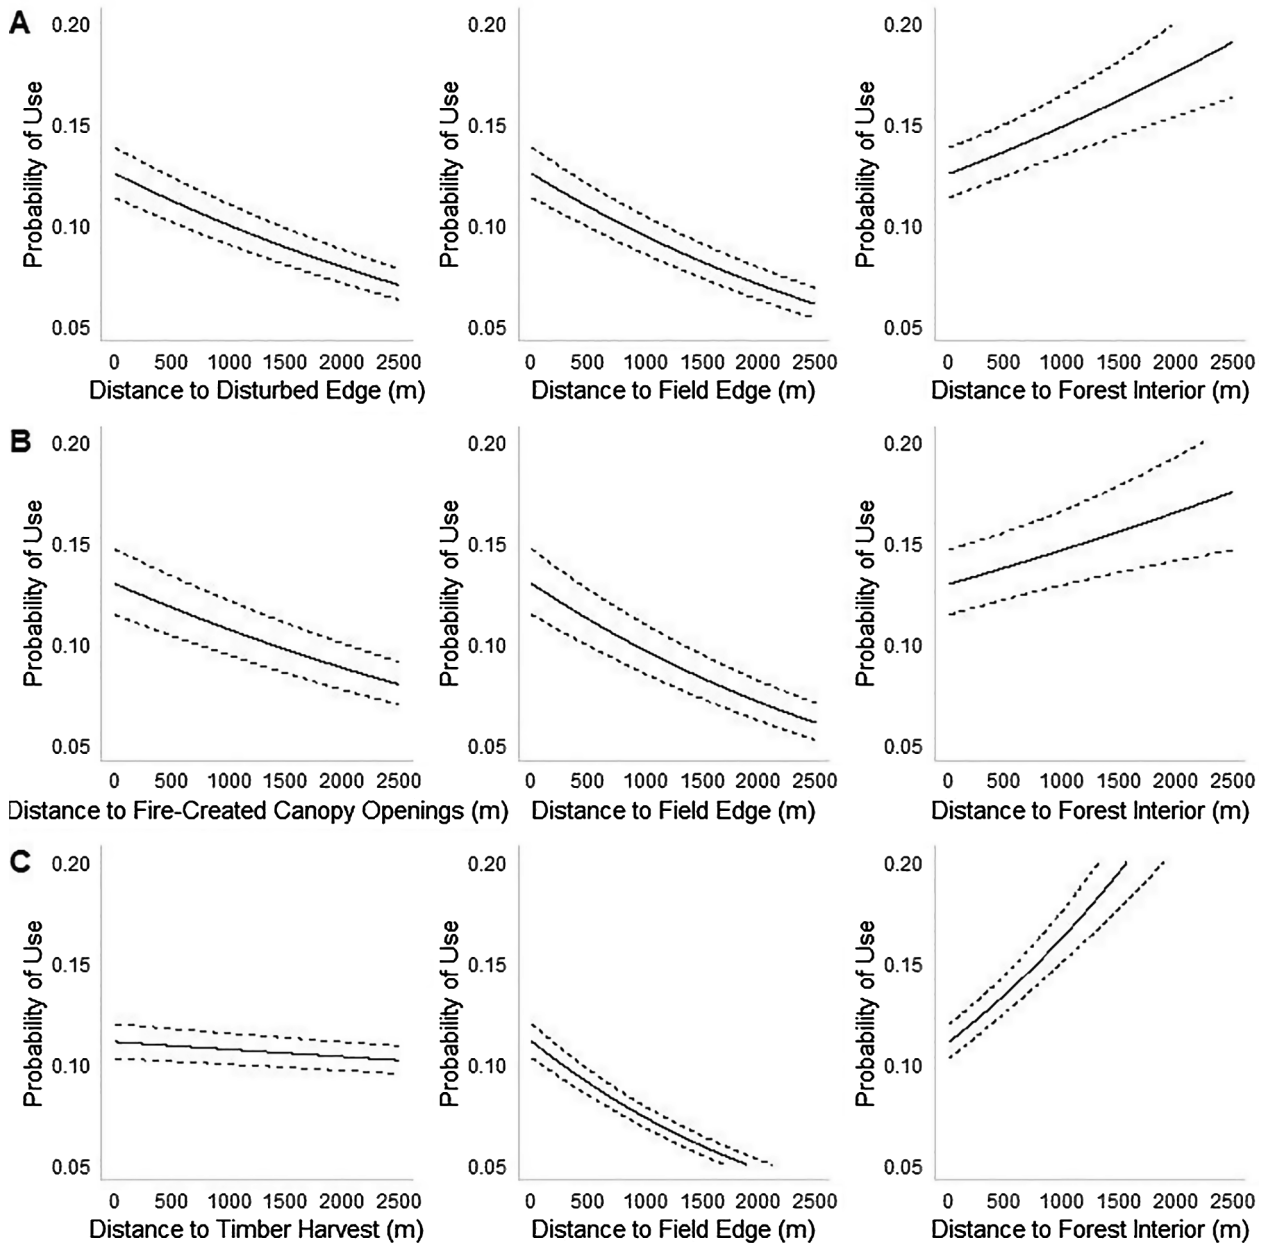 A
Probability of Use
0.20
0.15
0.10
0.05
0 500 1000 1500 2000 2500
Distance to Disturbed Edge (m)
Probability of Use
0.20
0.15
0.10
0.05
0 500 1000 1500 2000 2500
Distance to Field Edge (m)
Probability of Use
0.20
0.15
0.10
0.05
0 500 1000 1500 2000 2500
Distance to Forest Interior (m)
B
Probability of Use
0.20
0.15
0.10
0.05
0 500 1000 1500 2000 2500
Distance to Fire-Created Canopy Openings (m)
Probability of Use
0.20
0.15
0.10
0.05
0 500 1000 1500 2000 2500
Distance to Field Edge (m)
Probability of Use
0.20
0.15
0.10
0.05
0 500 1000 1500 2000 2500
Distance to Forest Interior (m)
C
Probability of Use
0.20
0.15
0.10
0.05
0 500 1000 1500 2000 2500
Distance to Timber Harvest (m)
Probability of Use
0.20
0.15
0.10
0.05
0 500 1000 1500 2000 2500
Distance to Field Edge (m)
Probability of Use
0.20
0.15
0.10
0.05
0 500 1000 1500 2000 2500
Distance to Forest Interior (m)